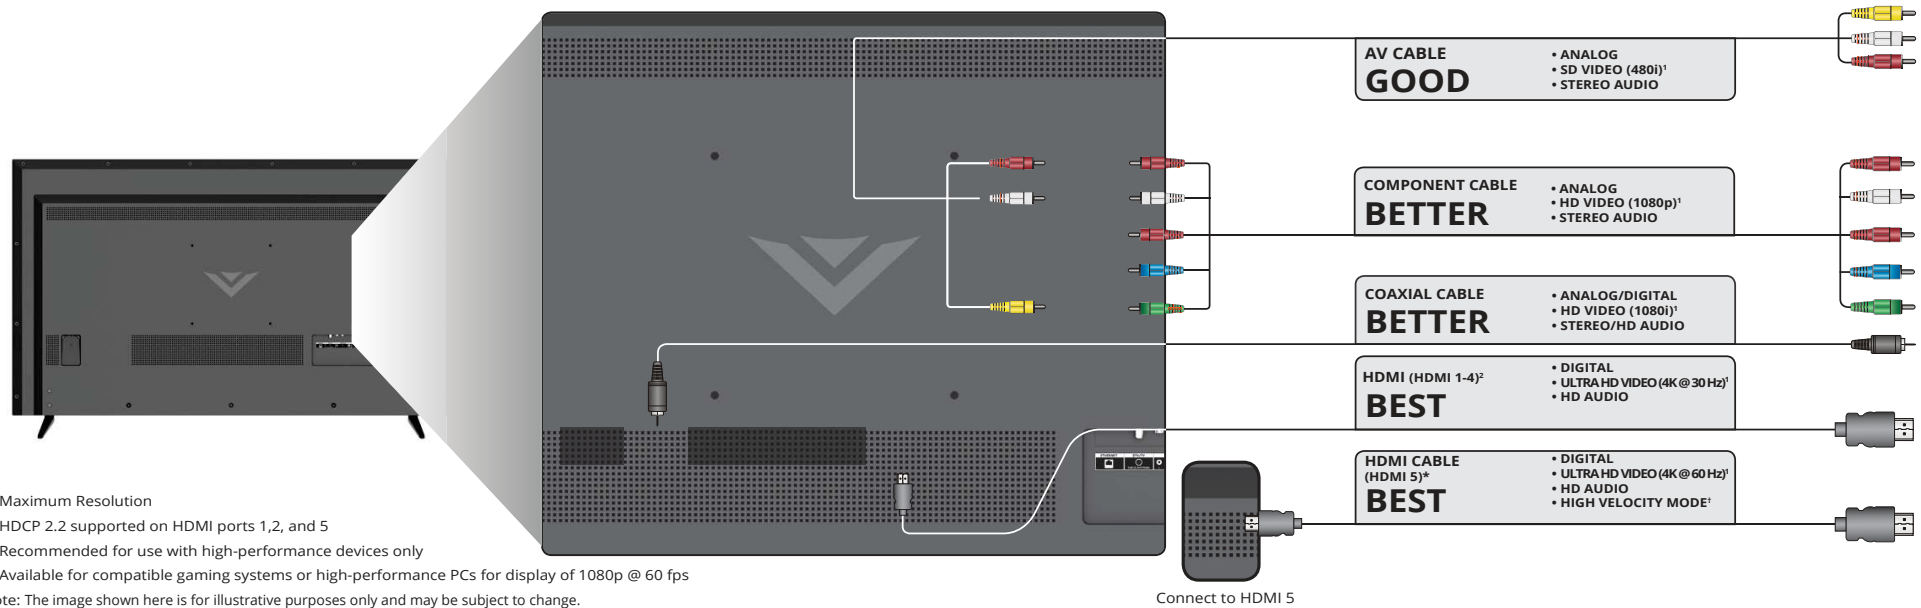 AV CABLE
GOOD
• ANALOG
• SD VIDEO (480i)¹
• STEREO AUDIO
COMPONENT CABLE
BETTER
• ANALOG
• HD VIDEO (1080p)¹
• STEREO AUDIO
COAXIAL CABLE
BETTER
• ANALOG/DIGITAL
• HD VIDEO (1080i)¹
• STEREO/HD AUDIO
HDMI (HDMI 1-4)²
BEST
• DIGITAL
• ULTRA HD VIDEO (4K @ 30 Hz)¹
• HD AUDIO
HDMI CABLE
(HDMI 5)*
BEST
• DIGITAL
• ULTRA HD VIDEO (4K @ 60 Hz)¹
• HD AUDIO
• HIGH VELOCITY MODE†
ETHERNET
Connect to HDMI 5
Maximum Resolution
HDCP 2.2 supported on HDMI ports 1,2, and 5
Recommended for use with high-performance devices only
Available for compatible gaming systems or high-performance PCs for display of 1080p @ 60 fps
ote: The image shown here is for illustrative purposes only and may be subject to change.